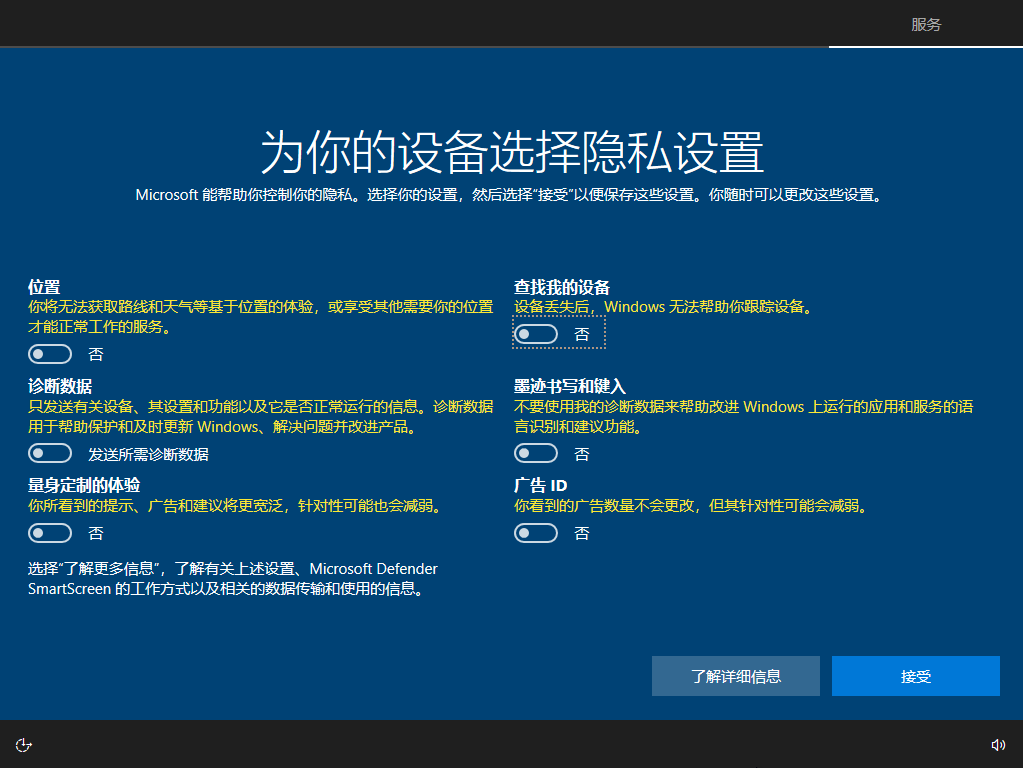 服务
为你的设备选择隐私设置
Microsoft 能帮助你控制你的隐私。选择你的设置，然后选择“接受”以便保存这些设置。你随时可以更改这些设置。
位置
你将无法获取路线和天气等基于位置的体验，或享受其他需要你的位置
才能正常工作的服务。
否
查找我的设备
设备丢失后，Windows 无法帮助你跟踪设备。
否
诊断数据
只发送有关设备、其设置和功能以及它是否正常运行的信息。诊断数据
用于帮助保护和及时更新 Windows、解决问题并改进产品。
发送所需诊断数据
墨迹书写和键入
不要使用我的诊断数据来帮助改进 Windows 上运行的应用和服务的语
言识别和建议功能。
否
量身定制的体验
你所看到的提示、广告和建议将更宽泛，针对性可能也会减弱。
否
广告 ID
你看到的广告数量不会更改，但其针对性可能会减弱。
否
选择“了解更多信息”，了解有关上述设置、Microsoft Defender
SmartScreen 的工作方式以及相关的数据传输和使用的信息。
了解详细信息
接受